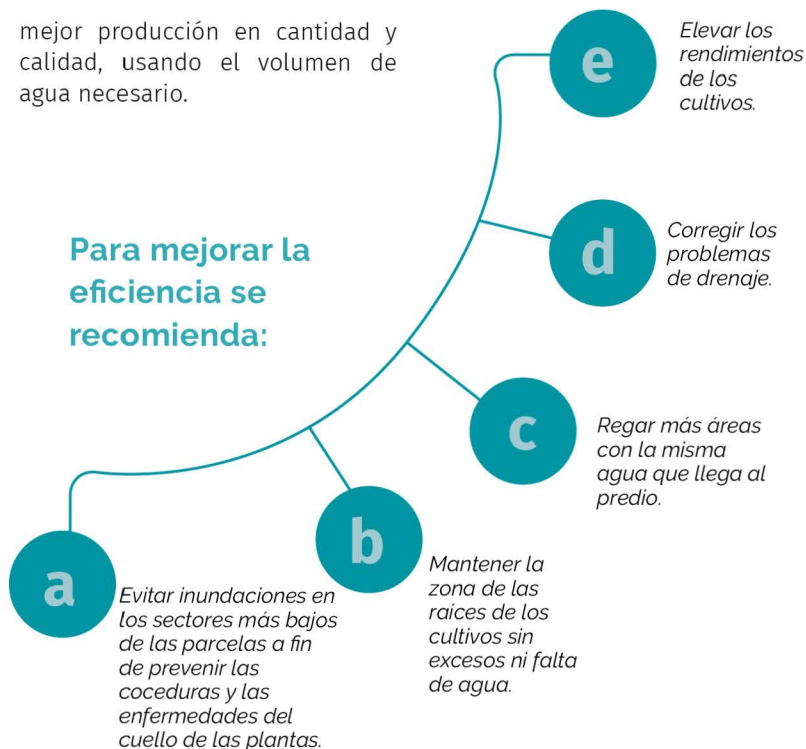 mejor producción en cantidad y
calidad, usando el volumen de
agua necesario.
Para mejorar la
eficiencia se
recomienda:
a
Evitar inundaciones en
los sectores más bajos
de las parcelas a fin
de prevenir las
coceduras y las
enfermedades del
cuello de las plantas.
b
Mantener la
zona de las
raíces de los
cultivos sin
excesos ni falta
de agua.
c
Regar más áreas
con la misma
agua que llega al
predio.
d
Corregir los
problemas
de drenaje.
e
Elevar los
rendimientos
de los
cultivos.